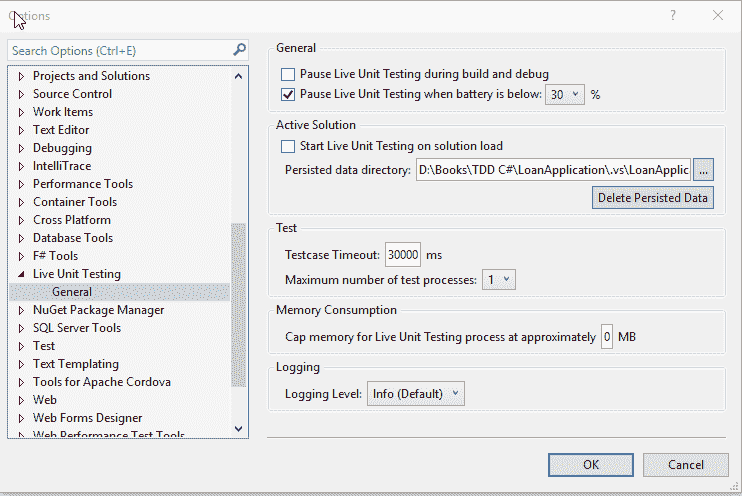 Options
?
Search Options (Ctrl+E)
Projects and Solutions
Source Control
Work Items
Text Editor
Debugging
IntelliTrace
Performance Tools
Container Tools
Cross Platform
Database Tools
F# Tools
Live Unit Testing
General
NuGet Package Manager
SQL Server Tools
Test
Text Templating
Tools for Apache Cordova
Web
Web Forms Designer
Web Performance Test Tools
General
Pause Live Unit Testing during build and debug
Pause Live Unit Testing when battery is below: 30 %
Active Solution
Start Live Unit Testing on solution load
Persisted data directory: D:\Books\TDD C#\LoanApplication\.vs\LoanApplic ...
Delete Persisted Data
Test
Testcase Timeout: 30000 ms
Maximum number of test processes: 1
Memory Consumption
Cap memory for Live Unit Testing process at approximately 0 MB
Logging
Logging Level: Info (Default)
OK Cancel